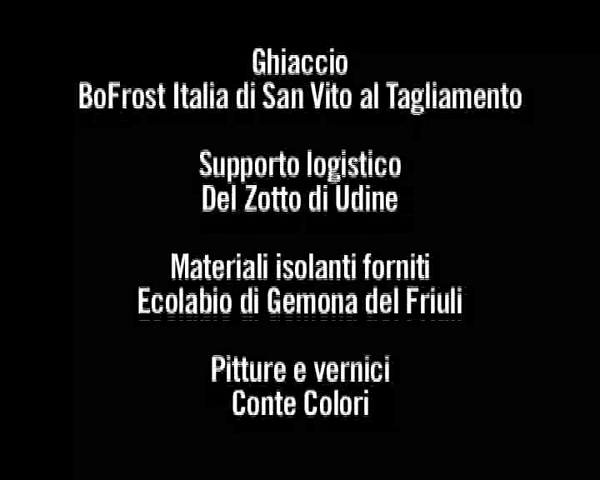 Ghiaccio
BoFrost Italia di San Vito al Tagliamento
Supporto logistico
Del Zotto di Udine
Materiali isolanti forniti
Ecolabio di Gemona del Friuli
Pitture e vernici
Conte Colori